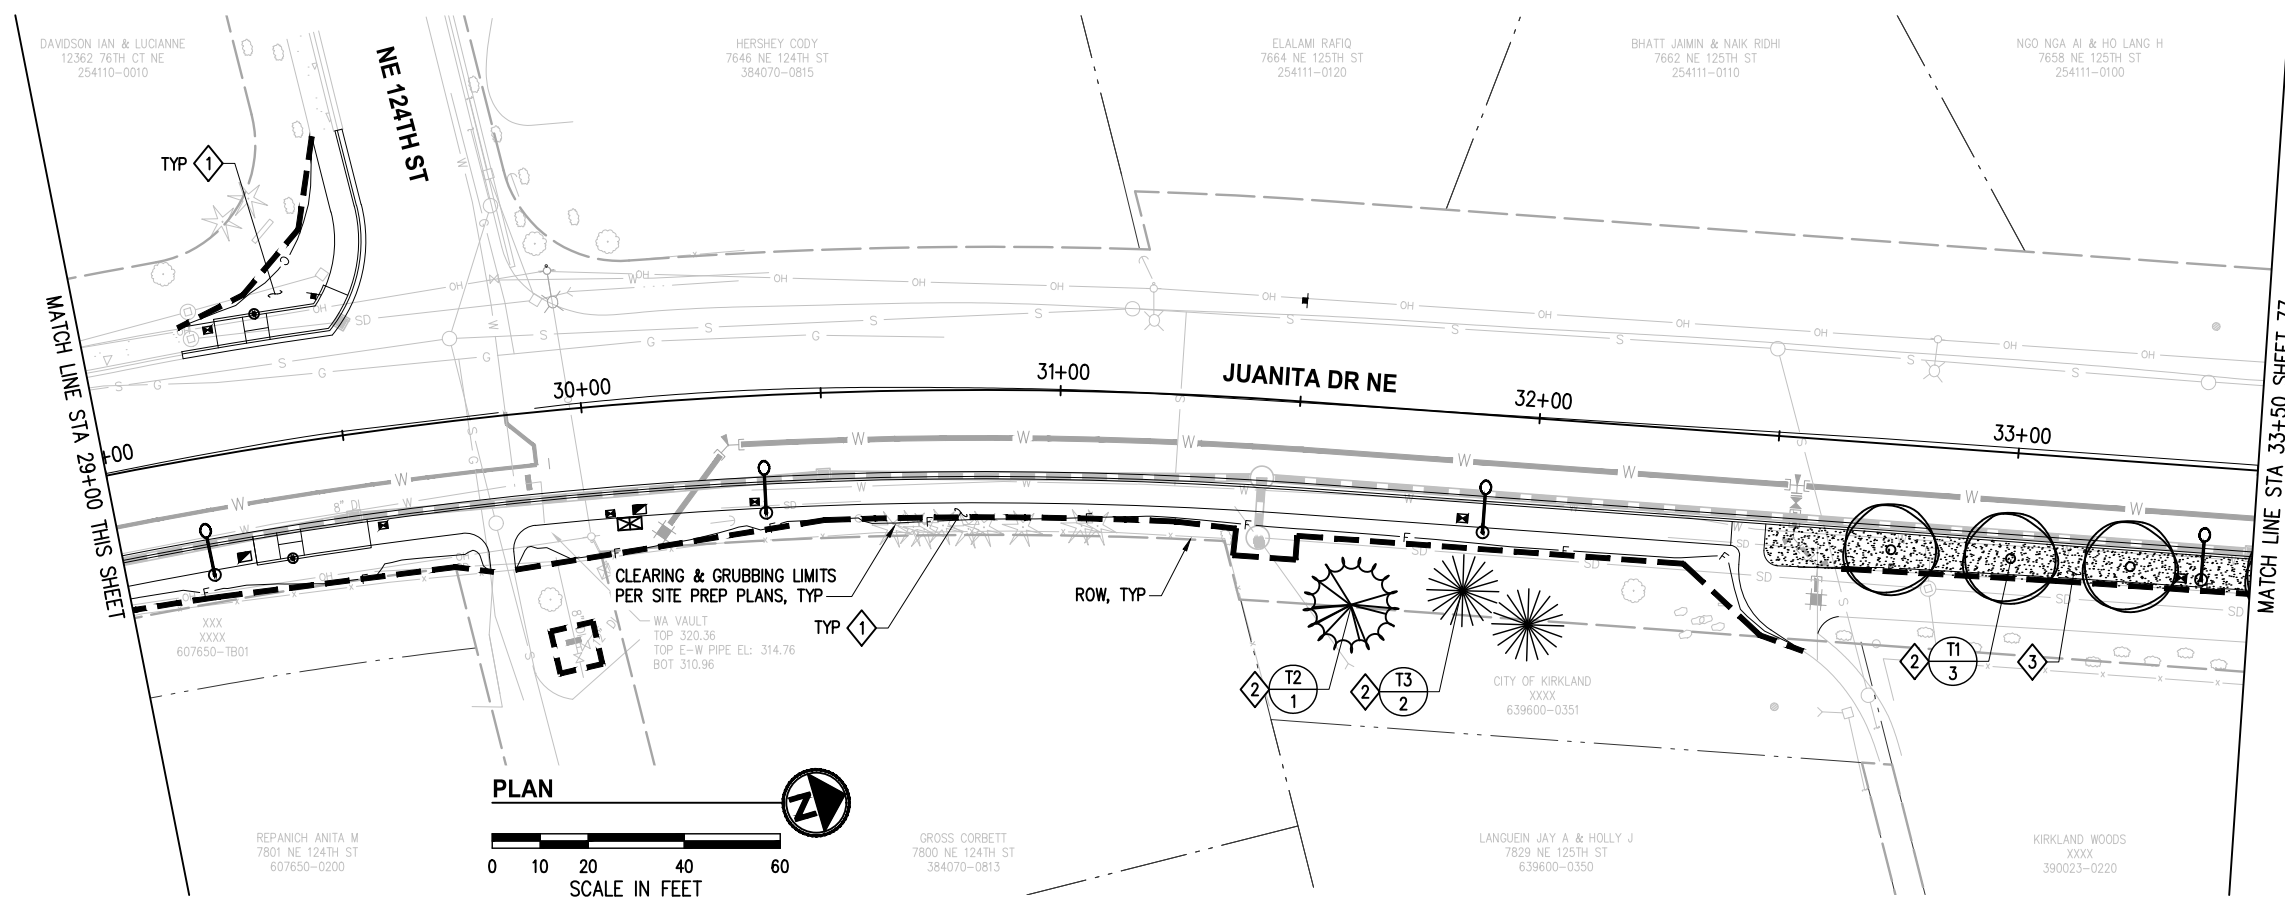 DAVIDSON IAN & LUCIANNE
12362 76TH CT NE
254110-0010
NE 124TH ST
HERSHEY CODY
7646 NE 124TH ST
384070-0815
ELALAMI RAFIQ
7664 NE 125TH ST
254111-0120
BHATT JAIMIN & NAIK RIDHI
7662 NE 125TH ST
254111-0110
NGO NGA AI & HO LANG H
7658 NE 125TH ST
254111-0100
TYP 1
MATCH LINE STA 29+00 THIS SHEET
+00
30+00
31+00
JUANITA DR NE
32+00
33+00
MATCH LINE STA 33+50 SHEET 77
8" DI
CLEARING & GRUBBING LIMITS
PER SITE PREP PLANS, TYP
ROW, TYP
TYP 1
WA VAULT
TOP 320.36
TOP E-W PIPE EL: 314.76
BOT 310.96
XXX
XXXX
607650-TB01
2 T2
1
2 T3
2
CITY OF KIRKLAND
XXXX
639600-0351
2 T1
3
3
PLAN
N
0 10 20 40 60
SCALE IN FEET
REPANICH ANITA M
7801 NE 124TH ST
607650-0200
GROSS CORBETT
7800 NE 124TH ST
384070-0813
LANGUEIN JAY A & HOLLY J
7829 NE 125TH ST
639600-0350
KIRKLAND WOODS
XXXX
390023-0220